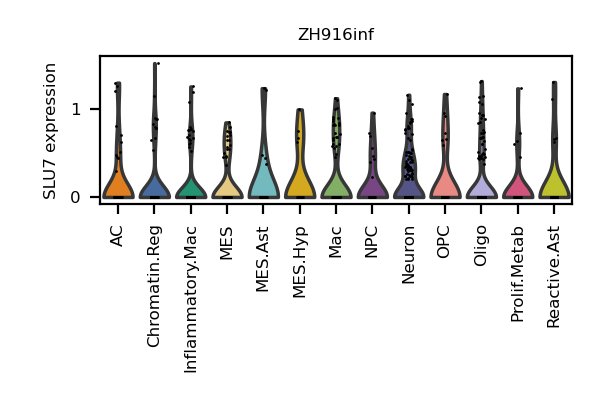 ZH916inf
SLU7 expression
1
0
AC
Chromatin.Reg
Inflammatory.Mac
MES
MES.Ast
MES.Hyp
Mac
NPC
Neuron
OPC
Oligo
Prolif.Metab
Reactive.Ast